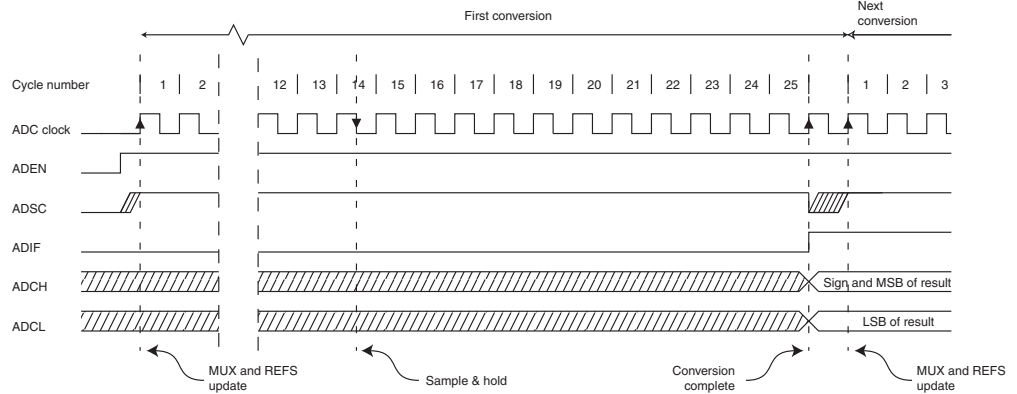 First conversion
Next
conversion
Cycle number 1 2 12 13 14 15 16 17 18 19 20 21 22 23 24 25 1 2 3
ADC clock
ADEN
ADSC
ADIF
ADCH Sign and MSB of result
ADCL LSB of result
MUX and REFS
update
Sample & hold
Conversion
complete
MUX and REFS
update